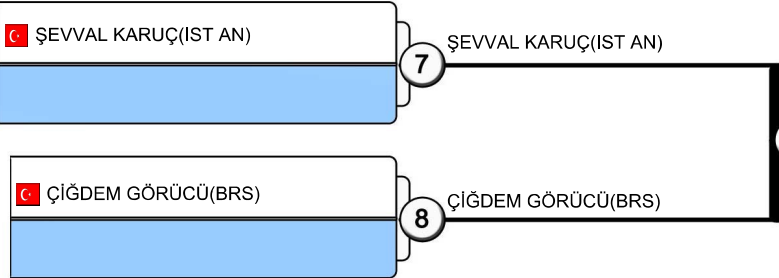 ŞEVVAL KARUÇ(IST AN)
7
ŞEVVAL KARUÇ(IST AN)
ÇİĞDEM GÖRÜCÜ(BRS)
8
ÇİĞDEM GÖRÜCÜ(BRS)